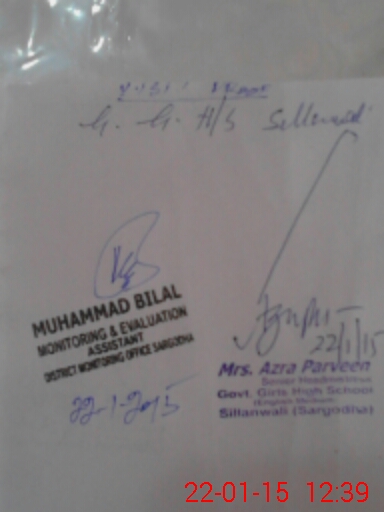 G. G. H/S Sillanwali
MUHAMMAD BILAL
MONITORING & EVALUATION
ASSISTANT
DISTRICT MONITORING OFFICE SARGODHA
22-1-2015
22/1/15
Mrs. Azra Parveen
Senior Headmistress
Govt. Girls High School
Sillanwali (Sargodha)
22-01-15 12:39